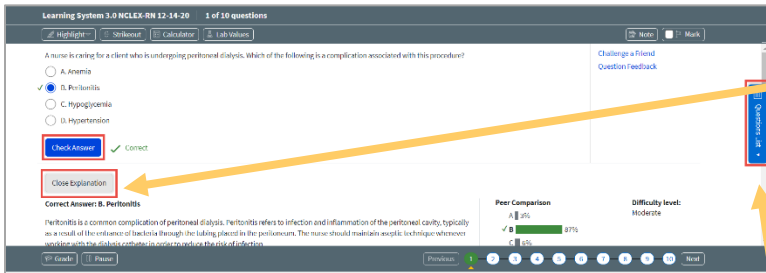 Learning System 3.0 NCLEX-RN 12-14-20 1 of 10 questions
Highlight Strikeout Calculator Lab Values Note Mark
A nurse is caring for a client who is undergoing peritoneal dialysis. Which of the following is a complication associated with this procedure?
A. Anemia
B. Peritonitis
C. Hypoglycemia
D. Hypertension
Challenge a Friend
Question Feedback
Questions List
Check Answer Correct
Close Explanation
Correct Answer: B. Peritonitis
Peritonitis is a common complication of peritoneal dialysis. Peritonitis refers to infection and inflammation of the peritoneal cavity, typically
as a result of the entrance of bacteria through the tubing placed in the peritoneum. The nurse should maintain aseptic technique whenever
working with the dialysis catheter in order to reduce the risk of infection.
Peer Comparison
A
B 87%
C
Difficulty level:
Moderate
Grade Pause Previous 1 2 3 4 5 6 7 8 9 10 Next